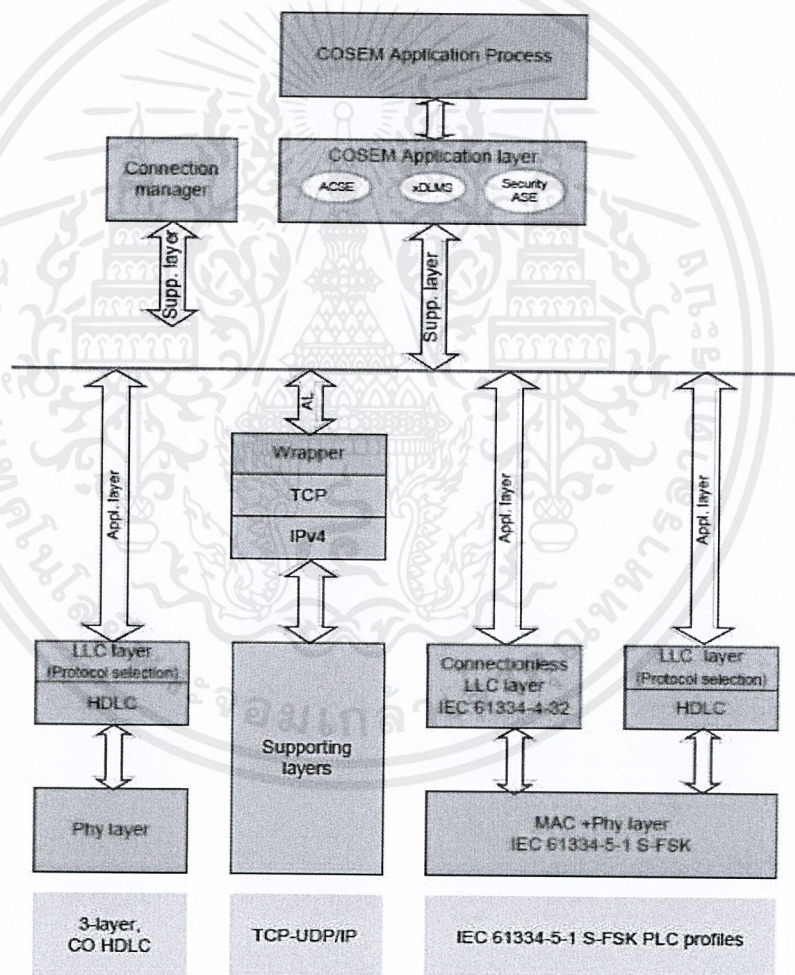 COSEM Application Process
COSEM Application layer
ACSE
xDLMS
Security
ASE
Connection
manager
Supp. layer
Supp. layer
Appl. layer
AL
Appl. layer
Appl. layer
Wrapper
TCP
IPv4
LLC layer
(Protocol selection)
HDLC
Connectionless
LLC layer
IEC 61334-4-32
LLC layer
(Protocol selection)
HDLC
Supporting
layers
Phy layer
MAC +Phy layer
IEC 61334-5-1 S-FSK
3-layer,
CO HDLC
TCP-UDP/IP
IEC 61334-5-1 S-FSK PLC profiles